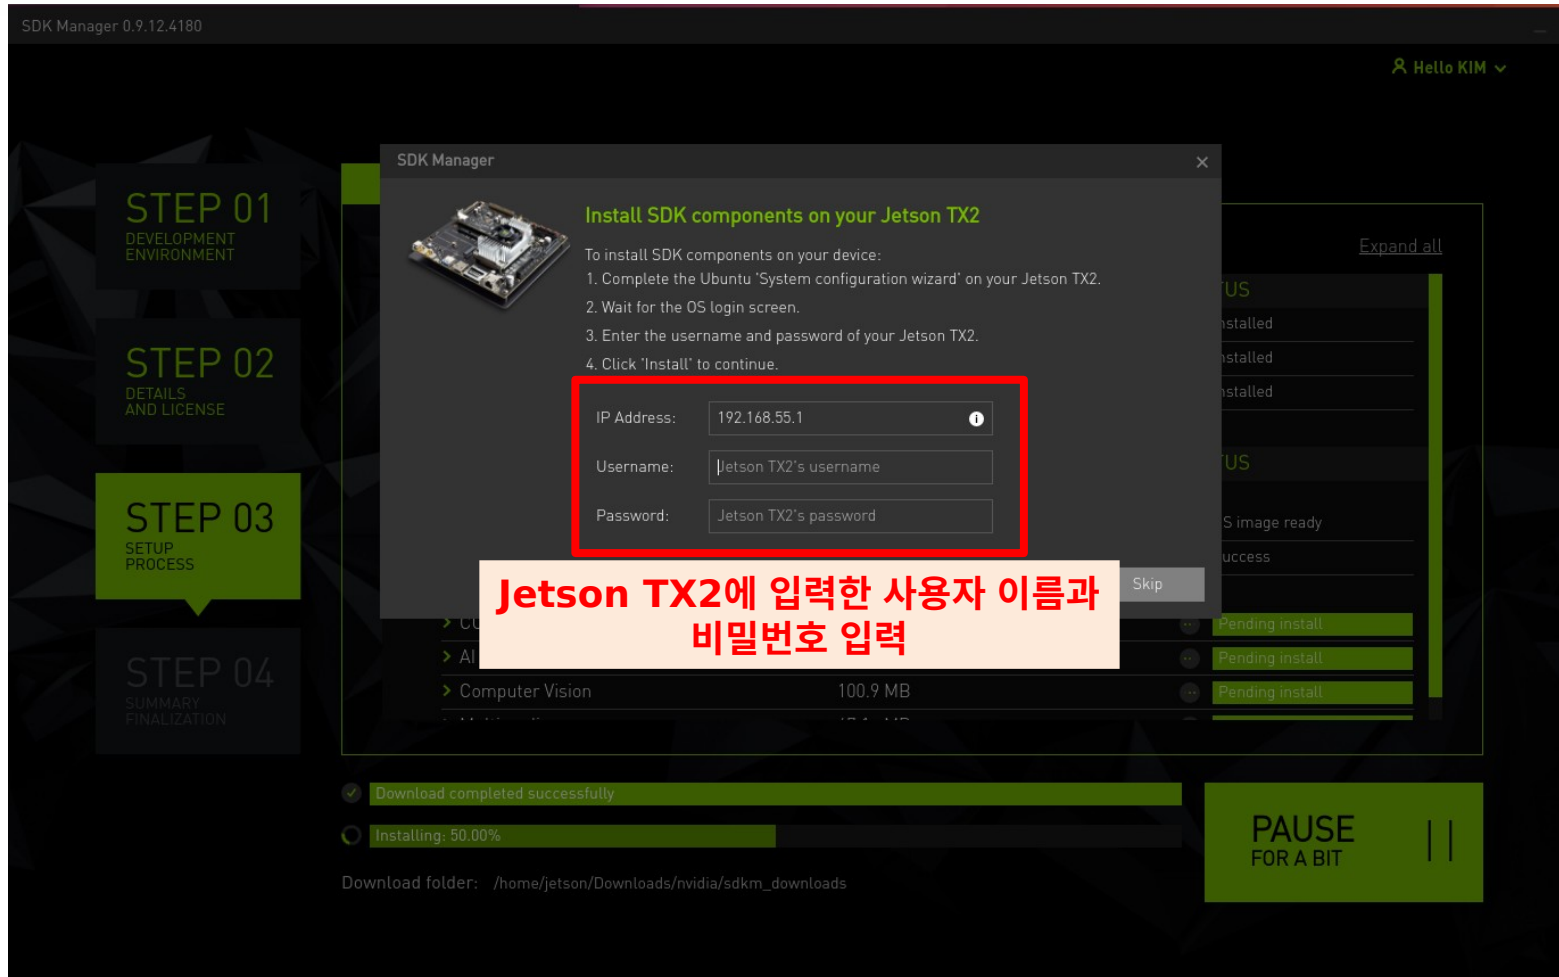 SDK Manager 0.9.12.4180
Hello KIM
STEP 01
DEVELOPMENT
ENVIRONMENT
STEP 02
DETAILS
AND LICENSE
STEP 03
SETUP
PROCESS
STEP 04
SUMMARY
FINALIZATION
SDK Manager
Install SDK components on your Jetson TX2
To install SDK components on your device:
1. Complete the Ubuntu 'System configuration wizard' on your Jetson TX2.
2. Wait for the OS login screen.
3. Enter the username and password of your Jetson TX2.
4. Click 'Install' to continue.
IP Address: 192.168.55.1
Username: Jetson TX2's username
Password: Jetson TX2's password
Skip
Jetson TX2에 입력한 사용자 이름과
비밀번호 입력
Expand all
image ready
Pending install
AI Pending install
Computer Vision 100.9 MB Pending install
Download completed successfully
Installing: 50.00%
Download folder: /home/jetson/Downloads/nvidia/sdkm_downloads
PAUSE
FOR A BIT